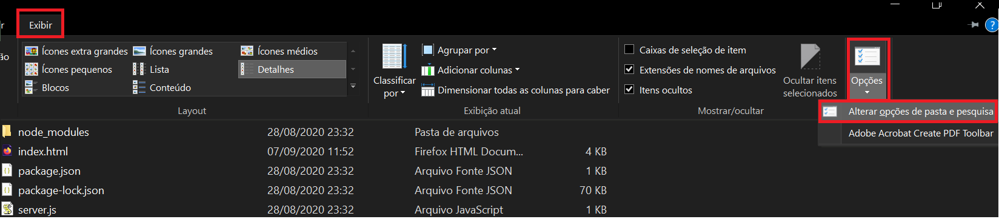 r
Exibir
?
ão
Ícones extra grandes
Ícones grandes
Ícones médios
Ícones pequenos
Lista
Detalhes
Blocos
Conteúdo
Layout
Classificar
por
Agrupar por
Adicionar colunas
Dimensionar todas as colunas para caber
Exibição atual
Caixas de seleção de item
Extensões de nomes de arquivos
Itens ocultos
Ocultar itens
selecionados
Mostrar/ocultar
Opções
Alterar opções de pasta e pesquisa
Adobe Acrobat Create PDF Toolbar
node_modules 28/08/2020 23:32 Pasta de arquivos
index.html 07/09/2020 11:52 Firefox HTML Docum... 4 KB
package.json 28/08/2020 23:32 Arquivo Fonte JSON 1 KB
package-lock.json 28/08/2020 23:32 Arquivo Fonte JSON 70 KB
server.js 28/08/2020 23:32 Arquivo JavaScript 1 KB